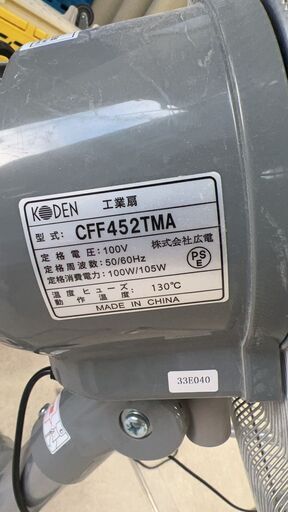 KODEN 工業扇
型式: CFF452TMA
定格電圧:100V 株式会社広電
定格周波数:50/60Hz
定格消費電力:100W/105W
PS
E
温度ヒューズ
動作温度: 130℃
MADE IN CHINA
33E040